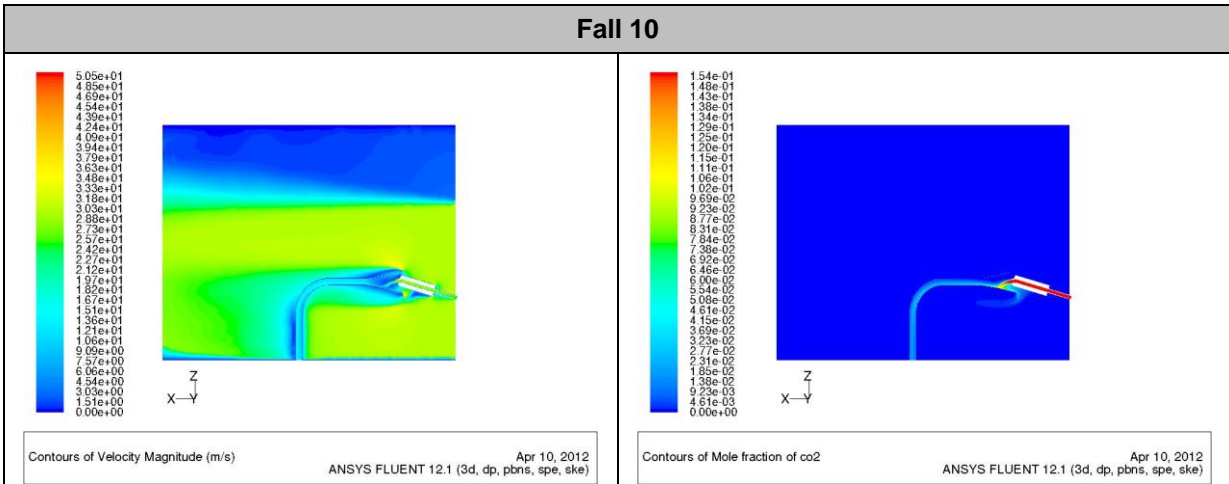 Fall 10
5.05e+01
4.85e+01
4.69e+01
4.54e+01
4.39e+01
4.24e+01
4.09e+01
3.94e+01
3.79e+01
3.63e+01
3.48e+01
3.33e+01
3.18e+01
3.03e+01
2.88e+01
2.73e+01
2.57e+01
2.42e+01
2.27e+01
2.12e+01
1.97e+01
1.82e+01
1.67e+01
1.51e+01
1.36e+01
1.21e+01
1.06e+01
9.09e+00
7.57e+00
6.06e+00
4.54e+00
3.03e+00
1.51e+00
0.00e+00
Z
X Y
Contours of Velocity Magnitude (m/s)
Apr 10, 2012
ANSYS FLUENT 12.1 (3d, dp, pbns, spe, ske)
1.54e-01
1.48e-01
1.43e-01
1.38e-01
1.34e-01
1.29e-01
1.25e-01
1.20e-01
1.15e-01
1.11e-01
1.06e-01
1.02e-01
9.69e-02
9.23e-02
8.77e-02
8.31e-02
7.84e-02
7.38e-02
6.92e-02
6.46e-02
6.00e-02
5.54e-02
5.08e-02
4.61e-02
4.15e-02
3.69e-02
3.23e-02
2.77e-02
2.31e-02
1.85e-02
1.38e-02
9.23e-03
4.61e-03
0.00e+00
Z
X Y
Contours of Mole fraction of co2
Apr 10, 2012
ANSYS FLUENT 12.1 (3d, dp, pbns, spe, ske)